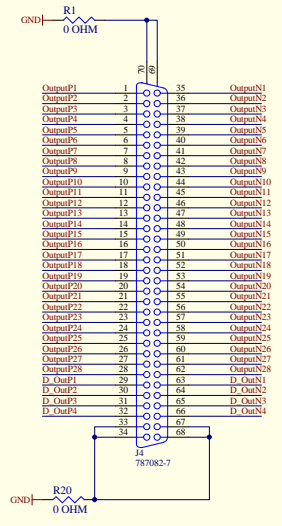 R1
GND
0 OHM
70 69
OutputP1 1 35 OutputN1
OutputP2 2 36 OutputN2
OutputP3 3 37 OutputN3
OutputP4 4 38 OutputN4
OutputP5 5 39 OutputN5
OutputP6 6 40 OutputN6
OutputP7 7 41 OutputN7
OutputP8 8 42 OutputN8
OutputP9 9 43 OutputN9
OutputP10 10 44 OutputN10
OutputP11 11 45 OutputN11
OutputP12 12 46 OutputN12
OutputP13 13 47 OutputN13
OutputP14 14 48 OutputN14
OutputP15 15 49 OutputN15
OutputP16 16 50 OutputN16
OutputP17 17 51 OutputN17
OutputP18 18 52 OutputN18
OutputP19 19 53 OutputN19
OutputP20 20 54 OutputN20
OutputP21 21 55 OutputN21
OutputP22 22 56 OutputN22
OutputP23 23 57 OutputN23
OutputP24 24 58 OutputN24
OutputP25 25 59 OutputN25
OutputP26 26 60 OutputN26
OutputP27 27 61 OutputN27
OutputP28 28 62 OutputN28
D_OutP1 29 63 D_OutN1
D_OutP2 30 64 D_OutN2
D_OutP3 31 65 D_OutN3
D_OutP4 32 66 D_OutN4
33 67
34 68
J4
787082-7
R20
GND
0 OHM